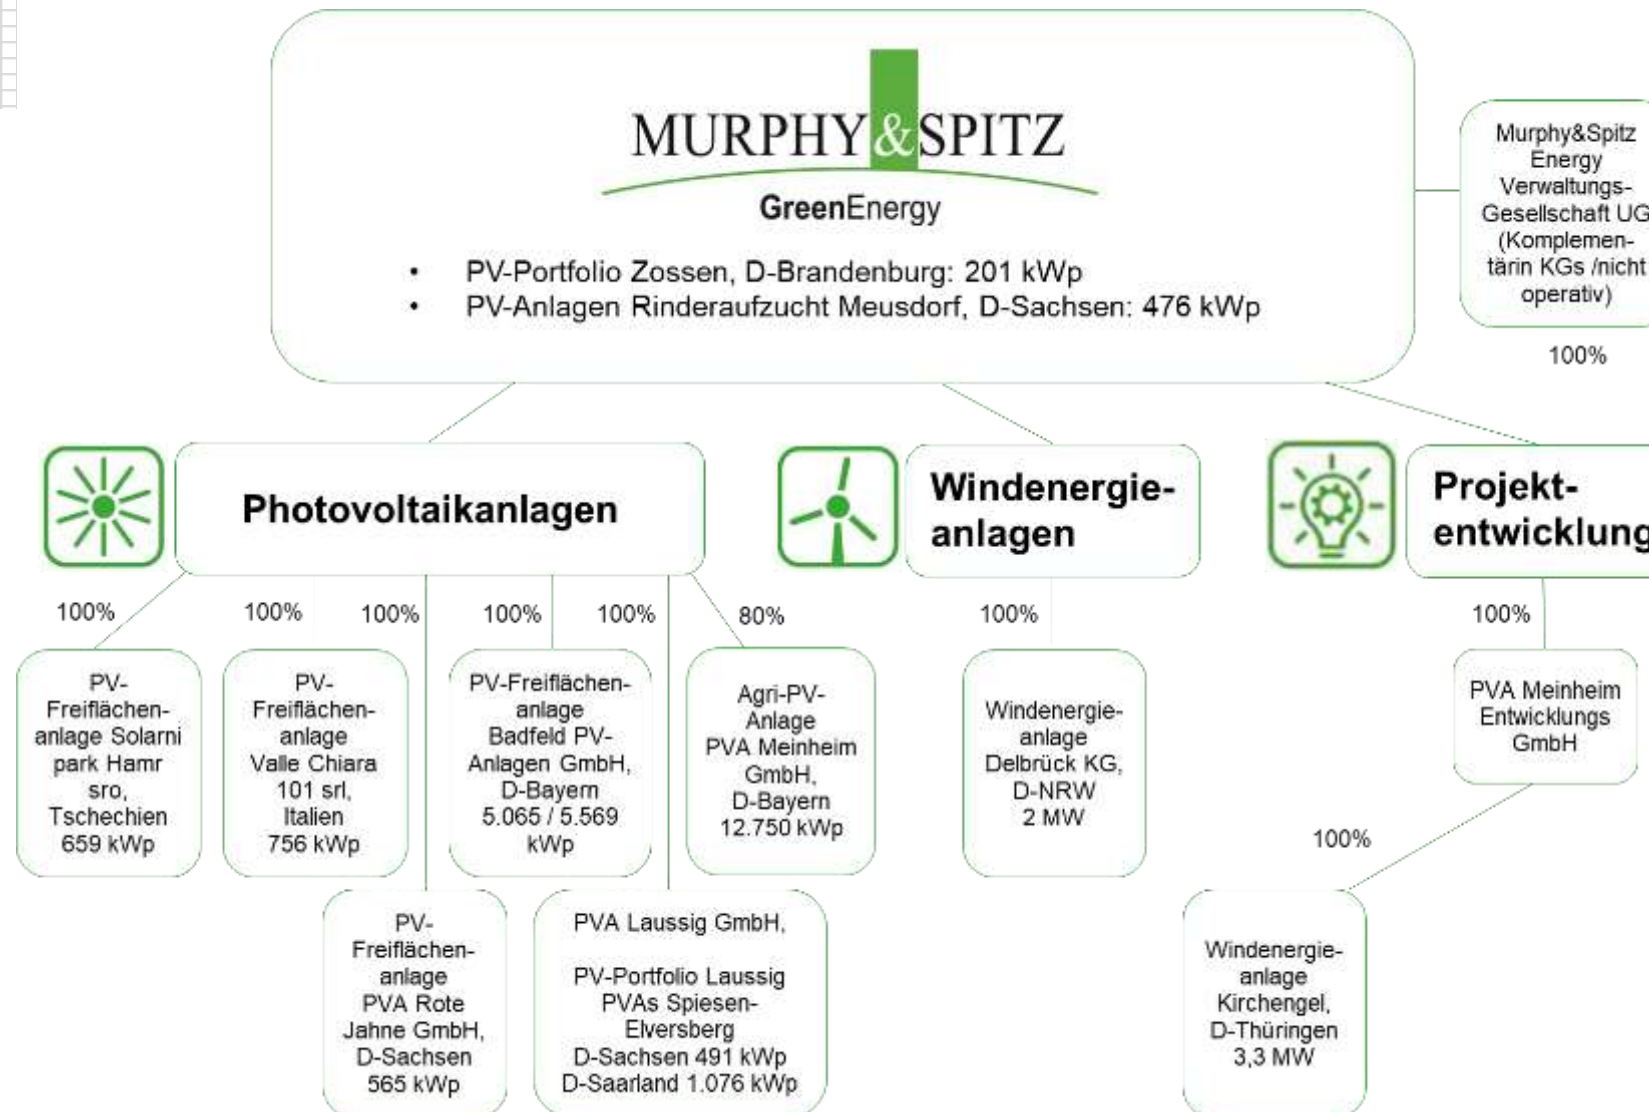 MURPHY&SPITZ
GreenEnergy
• PV-Portfolio Zossen, D-Brandenburg: 201 kWp
• PV-Anlagen Rinderaufzucht Meusdorf, D-Sachsen: 476 kWp
Murphy&Spitz
Energy
Verwaltungs-
Gesellschaft UG
(Komplemen-
tärin KGs /nicht
operativ)
100%
Photovoltaikanlagen
Windenergie-
anlagen
Projekt-
entwicklung
100%
100%
100%
100%
100%
80%
100%
100%
PV-
Freiflächen-
anlage Solarni
park Hamr
sro,
Tschechien
659 kWp
PV-
Freiflächen-
anlage
Valle Chiara
101 srl,
Italien
756 kWp
PV-Freiflächen-
anlage
Badfeld PV-
Anlagen GmbH,
D-Bayern
5.065 / 5.569
kWp
Agri-PV-
Anlage
PVA Meinheim
GmbH,
D-Bayern
12.750 kWp
Windenergie-
anlage
Delbrück KG,
D-NRW
2 MW
PVA Meinheim
Entwicklungs
GmbH
100%
PV-
Freiflächen-
anlage
PVA Rote
Jahne GmbH,
D-Sachsen
565 kWp
PVA Laussig GmbH,
PV-Portfolio Laussig
PVAs Spiesen-
Elversberg
D-Sachsen 491 kWp
D-Saarland 1.076 kWp
Windenergie-
anlage
Kirchengel,
D-Thüringen
3,3 MW